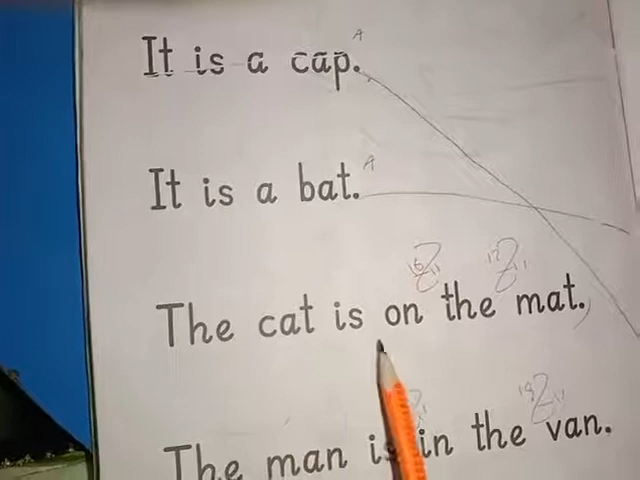 It is a cap.
It is a bat.
The cat is on the mat.
The man is in the van.